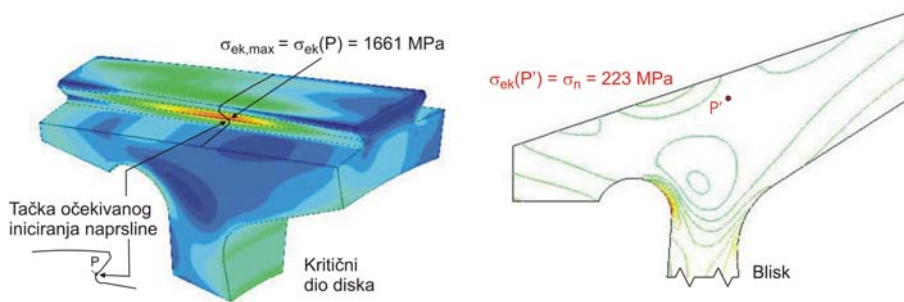 σek,max = σek(P) = 1661 MPa
Tačka očekivanog
iniciranja naprsline
P
Kritični
dio diska
σek(P') = σn = 223 MPa
P'
Blisk